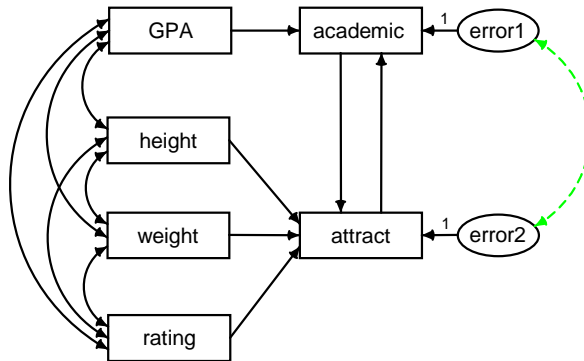 GPA
academic
1
error1
height
weight
attract
1
error2
rating